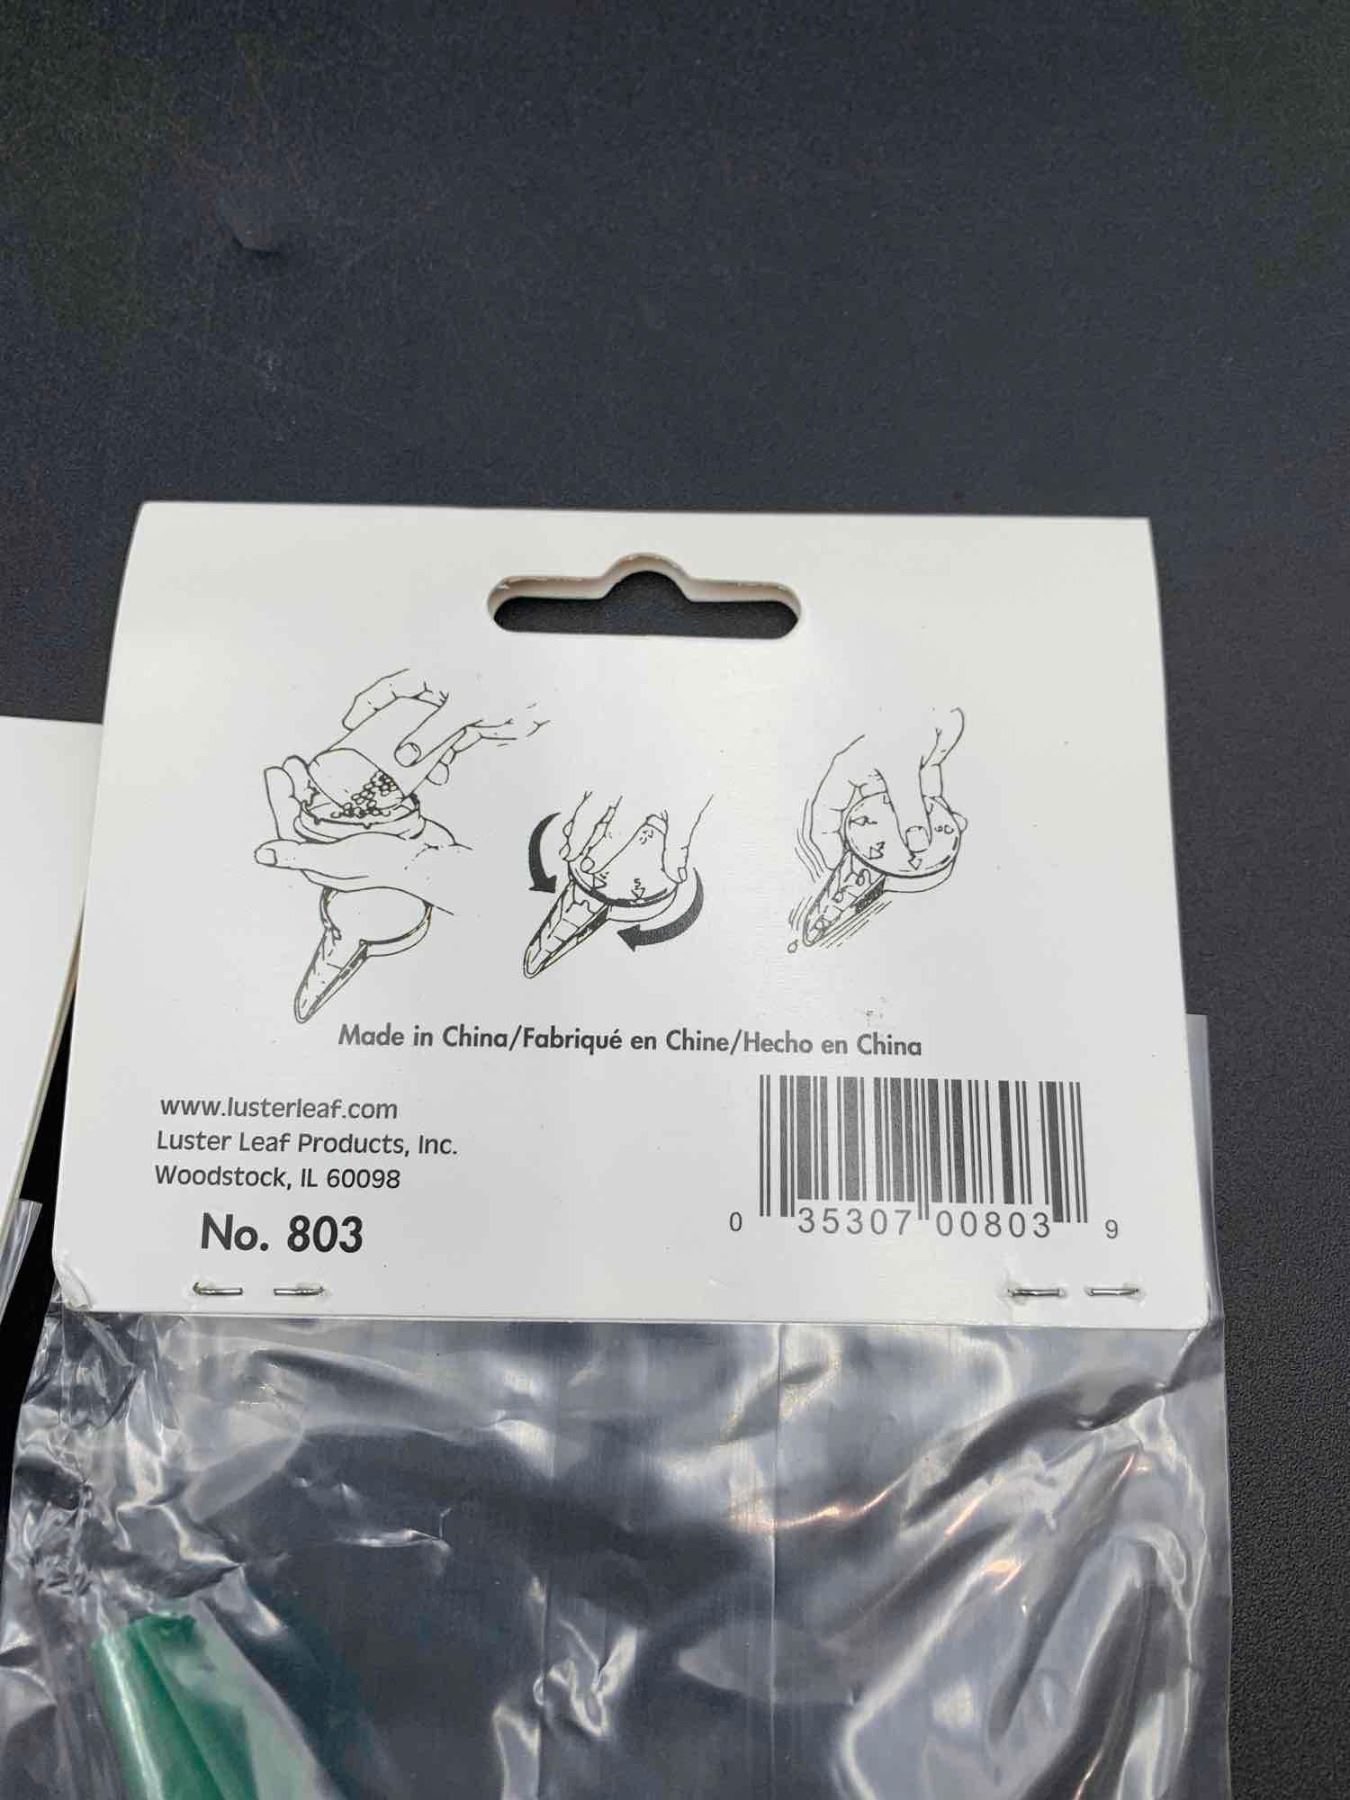 Made in China/Fabriqué en Chine/Hecho en China
www.lusterleaf.com
Luster Leaf Products, Inc.
Woodstock, IL 60098
No. 803
0 35307 00803 9